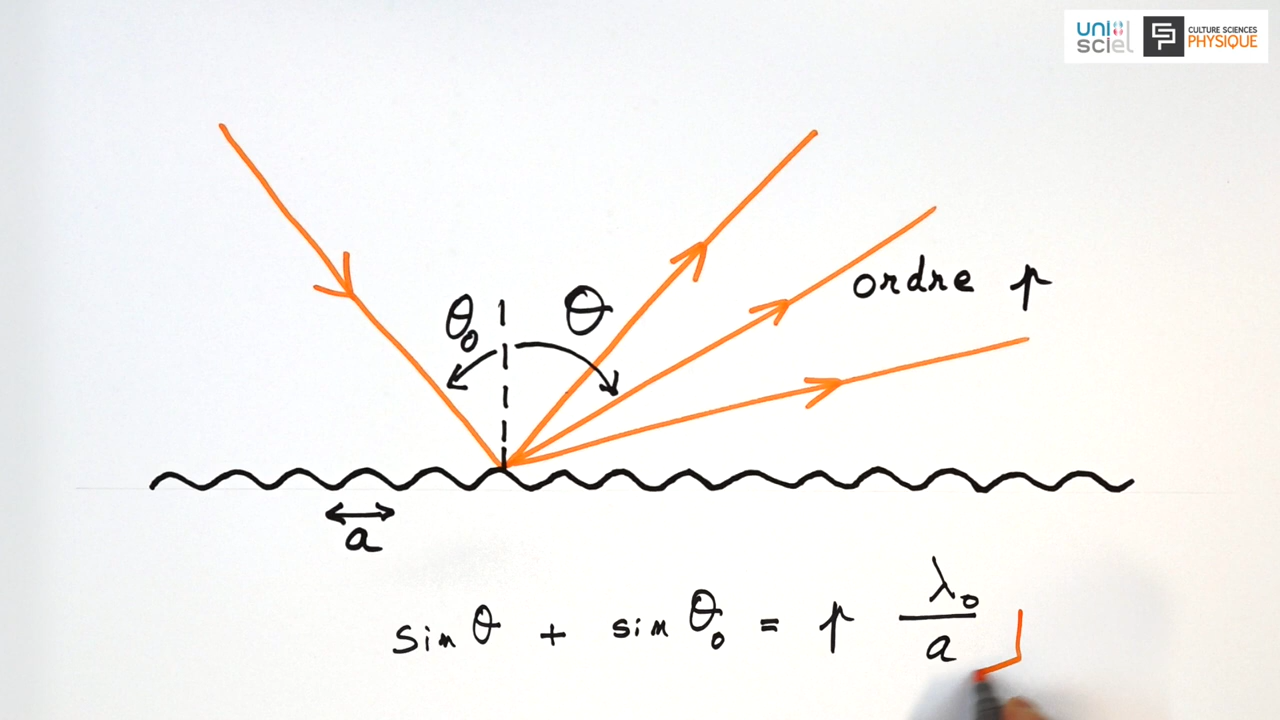 uni sciel
CULTURE SCIENCES
PHYSIQUE
θ₀
θ
ordre p
a
sin θ + sin θ₀ = p λ₀/a